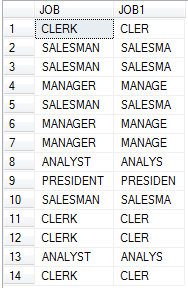 JOB JOB1
1 CLERK CLER
2 SALESMAN SALESMA
3 SALESMAN SALESMA
4 MANAGER MANAGE
5 SALESMAN SALESMA
6 MANAGER MANAGE
7 MANAGER MANAGE
8 ANALYST ANALYS
9 PRESIDENT PRESIDEN
10 SALESMAN SALESMA
11 CLERK CLER
12 CLERK CLER
13 ANALYST ANALYS
14 CLERK CLER